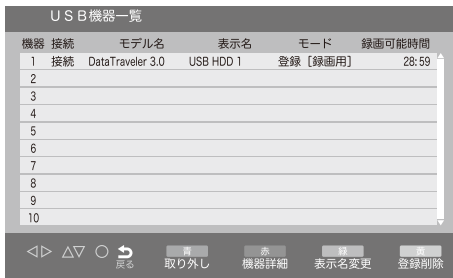 USB機器一覧
機器 接続 モデル名 表示名 モード 録画可能時間
1 接続 DataTraveler 3.0 USB HDD 1 登録［録画用］ 28:59
2
3
4
5
6
7
8
9
10
戻る
青 赤 緑 黄
取り外し 機器詳細 表示名変更 登録削除